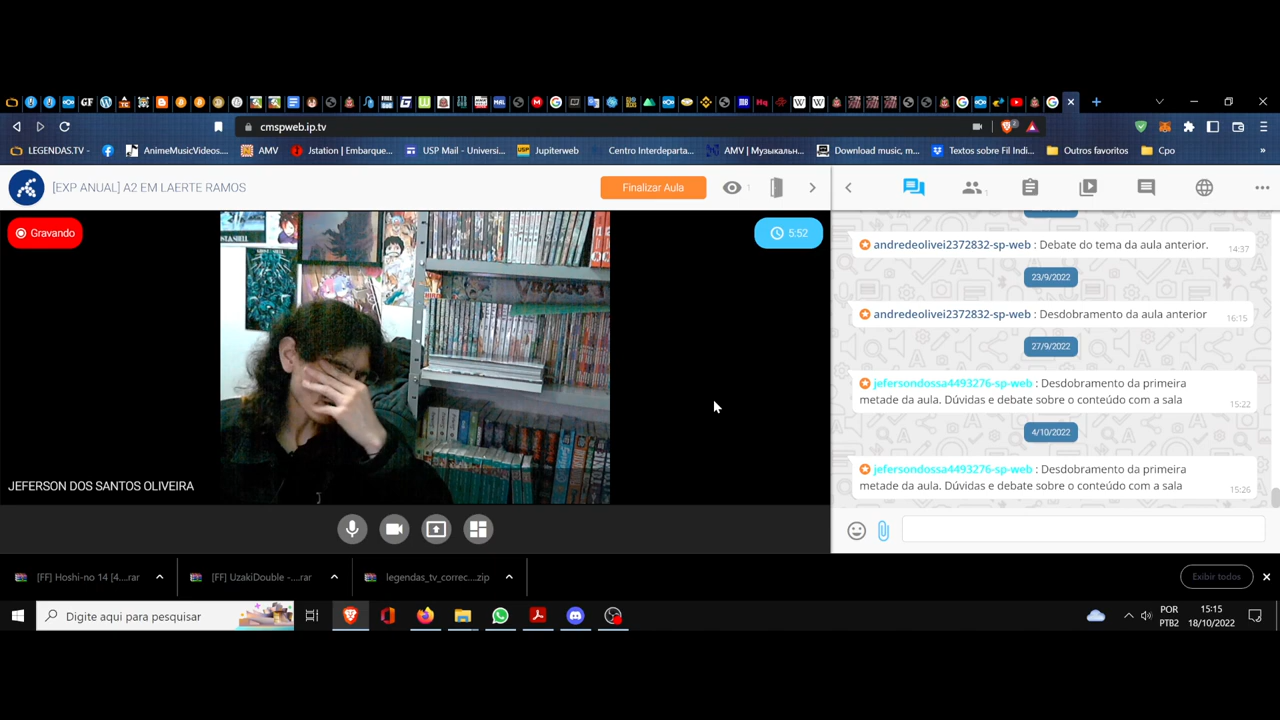 cmspweb.ip.tv
2
LEGENDAS.TV -
AnimeMusicVideos...
AMV
Jstation | Embarque...
USP Mail - Universi...
Jupiterweb
Centro Interdeparta...
AMV | Музыкальн...
Download music, m...
Textos sobre Fil Indi...
Outros favoritos
Cpo
»
[EXP ANUAL] A2 EM LAERTE RAMOS
Finalizar Aula
1
1
Gravando
5:52
JEFERSON DOS SANTOS OLIVEIRA
andredeolivei2372832-sp-web : Debate do tema da aula anterior.
14:37
23/9/2022
andredeolivei2372832-sp-web : Desdobramento da aula anterior
16:15
27/9/2022
jefersondossa4493276-sp-web : Desdobramento da primeira
metade da aula. Dúvidas e debate sobre o conteúdo com a sala
15:22
4/10/2022
jefersondossa4493276-sp-web : Desdobramento da primeira
metade da aula. Dúvidas e debate sobre o conteúdo com a sala
15:26
[FF] Hoshi-no 14 [4....rar
[FF] UzakiDouble -....rar
legendas_tv_correc....zip
Exibir todos
Digite aqui para pesquisar
POR
PTB2
15:15
18/10/2022